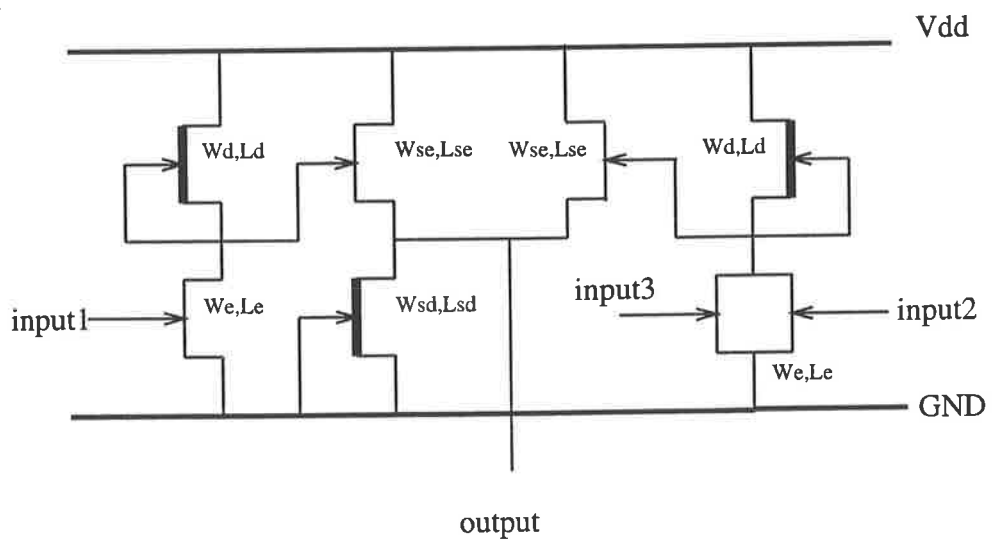 Vdd
Wd,Ld
Wse,Lse
Wse,Lse
Wd,Ld
input1
We,Le
Wsd,Lsd
input3
input2
We,Le
GND
output